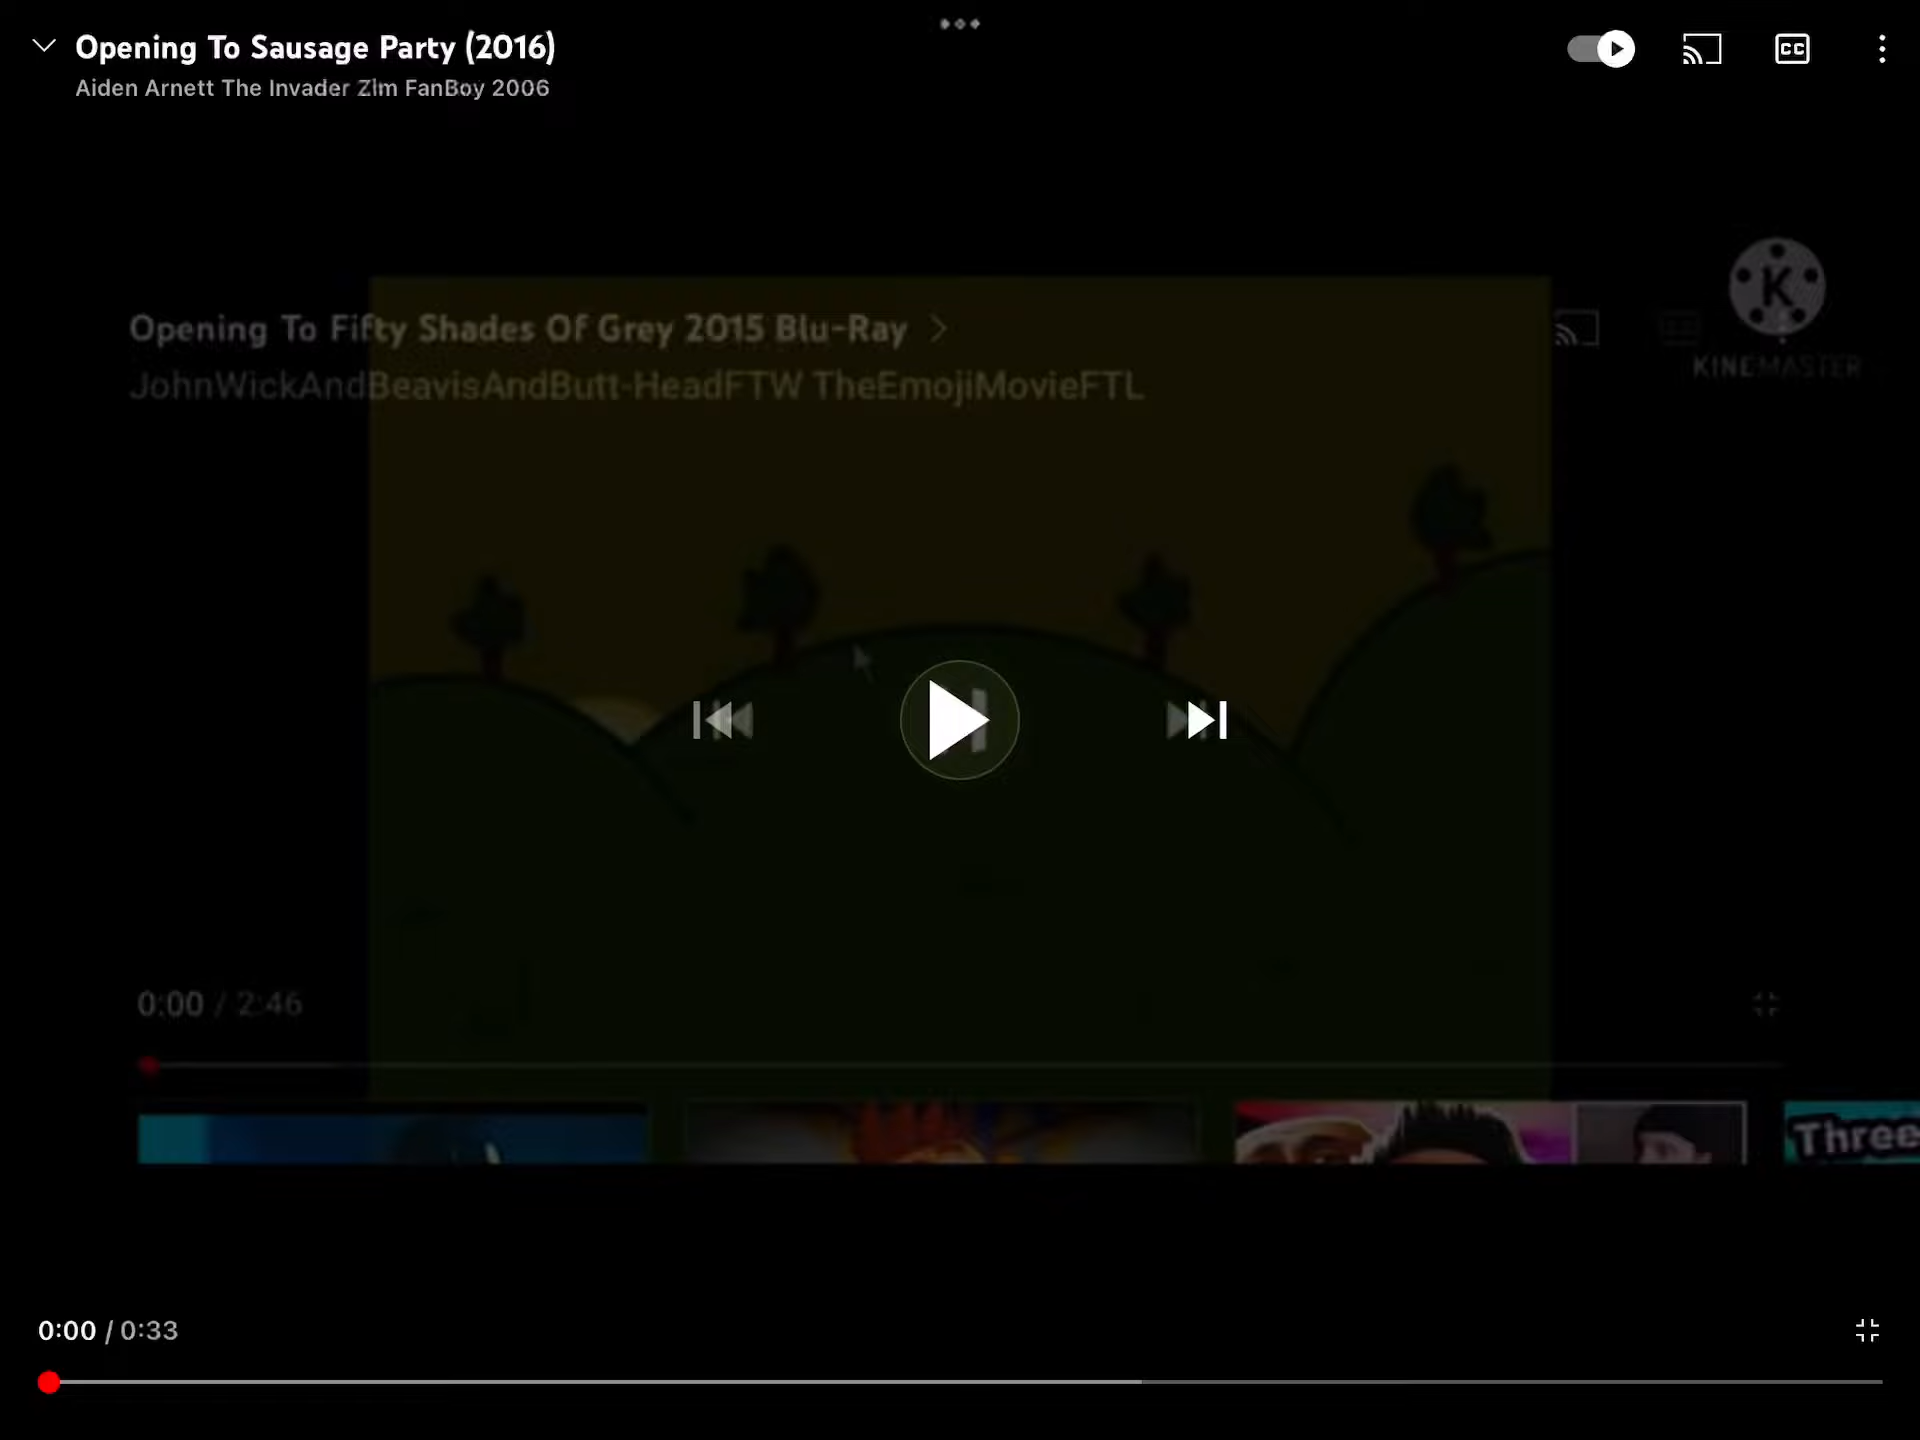 Opening To Sausage Party (2016)
Aiden Arnett The Invader ZIm FanBoy 2006
CC
K
KINEMASTER
Opening To Fifty Shades Of Grey 2015 Blu-Ray
JohnWickAndBeavisAndButt-HeadFTW TheEmojiMovieFTL
0:00 / 2:46
Three
0:00 / 0:33